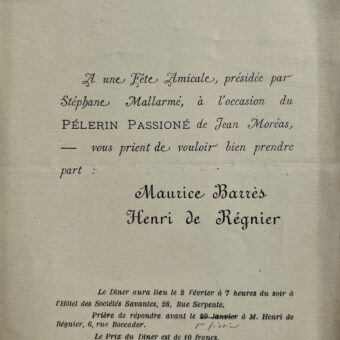 A une Fête Amicale, présidée par
Stéphane Mallarmé, à l'occasion du
PÉLERIN PASSIONÉ de Jean Moréas,
— vous prient de vouloir bien prendre
part :
Maurice Barrès
Henri de Régnier
Le Dîner aura lieu le 2 Février à 7 heures du soir à
l'Hôtel des Sociétés Savantes, 28, Rue Serpente.
Prière de répondre avant le 29 Janvier à M. Henri de
Régnier, 6, rue Boccador.
Le Prix du Dîner est de 10 francs.